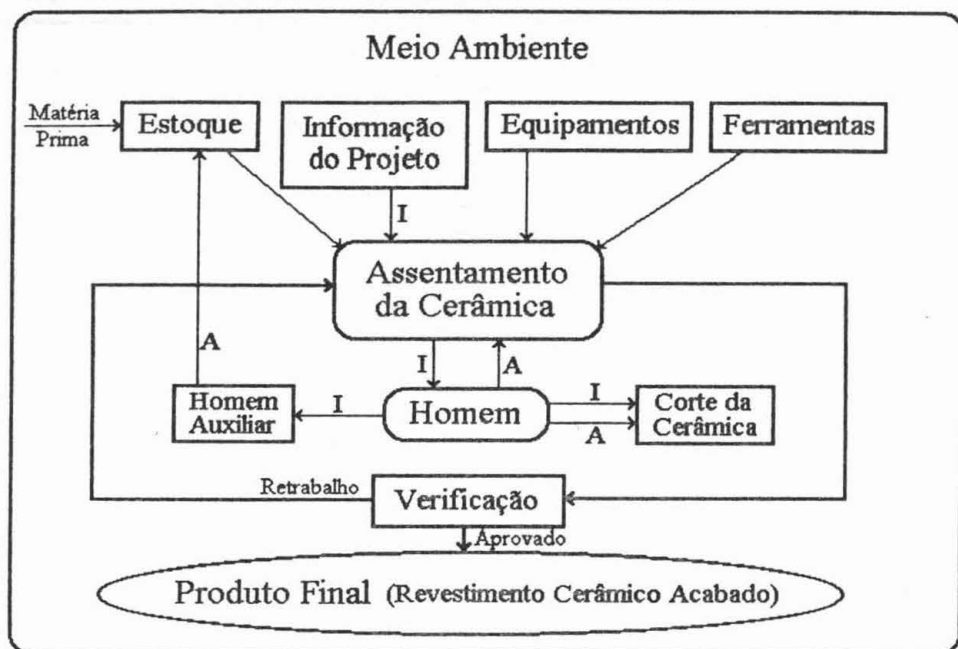 Meio Ambiente
Matéria
Prima
Estoque
Informação
do Projeto
Equipamentos
Ferramentas
I
Assentamento
da Cerâmica
A
I
A
Homem
Auxiliar
I
Homem
I
A
Corte da
Cerâmica
Retrabalho
Verificação
Aprovado
Produto Final (Revestimento Cerâmico Acabado)